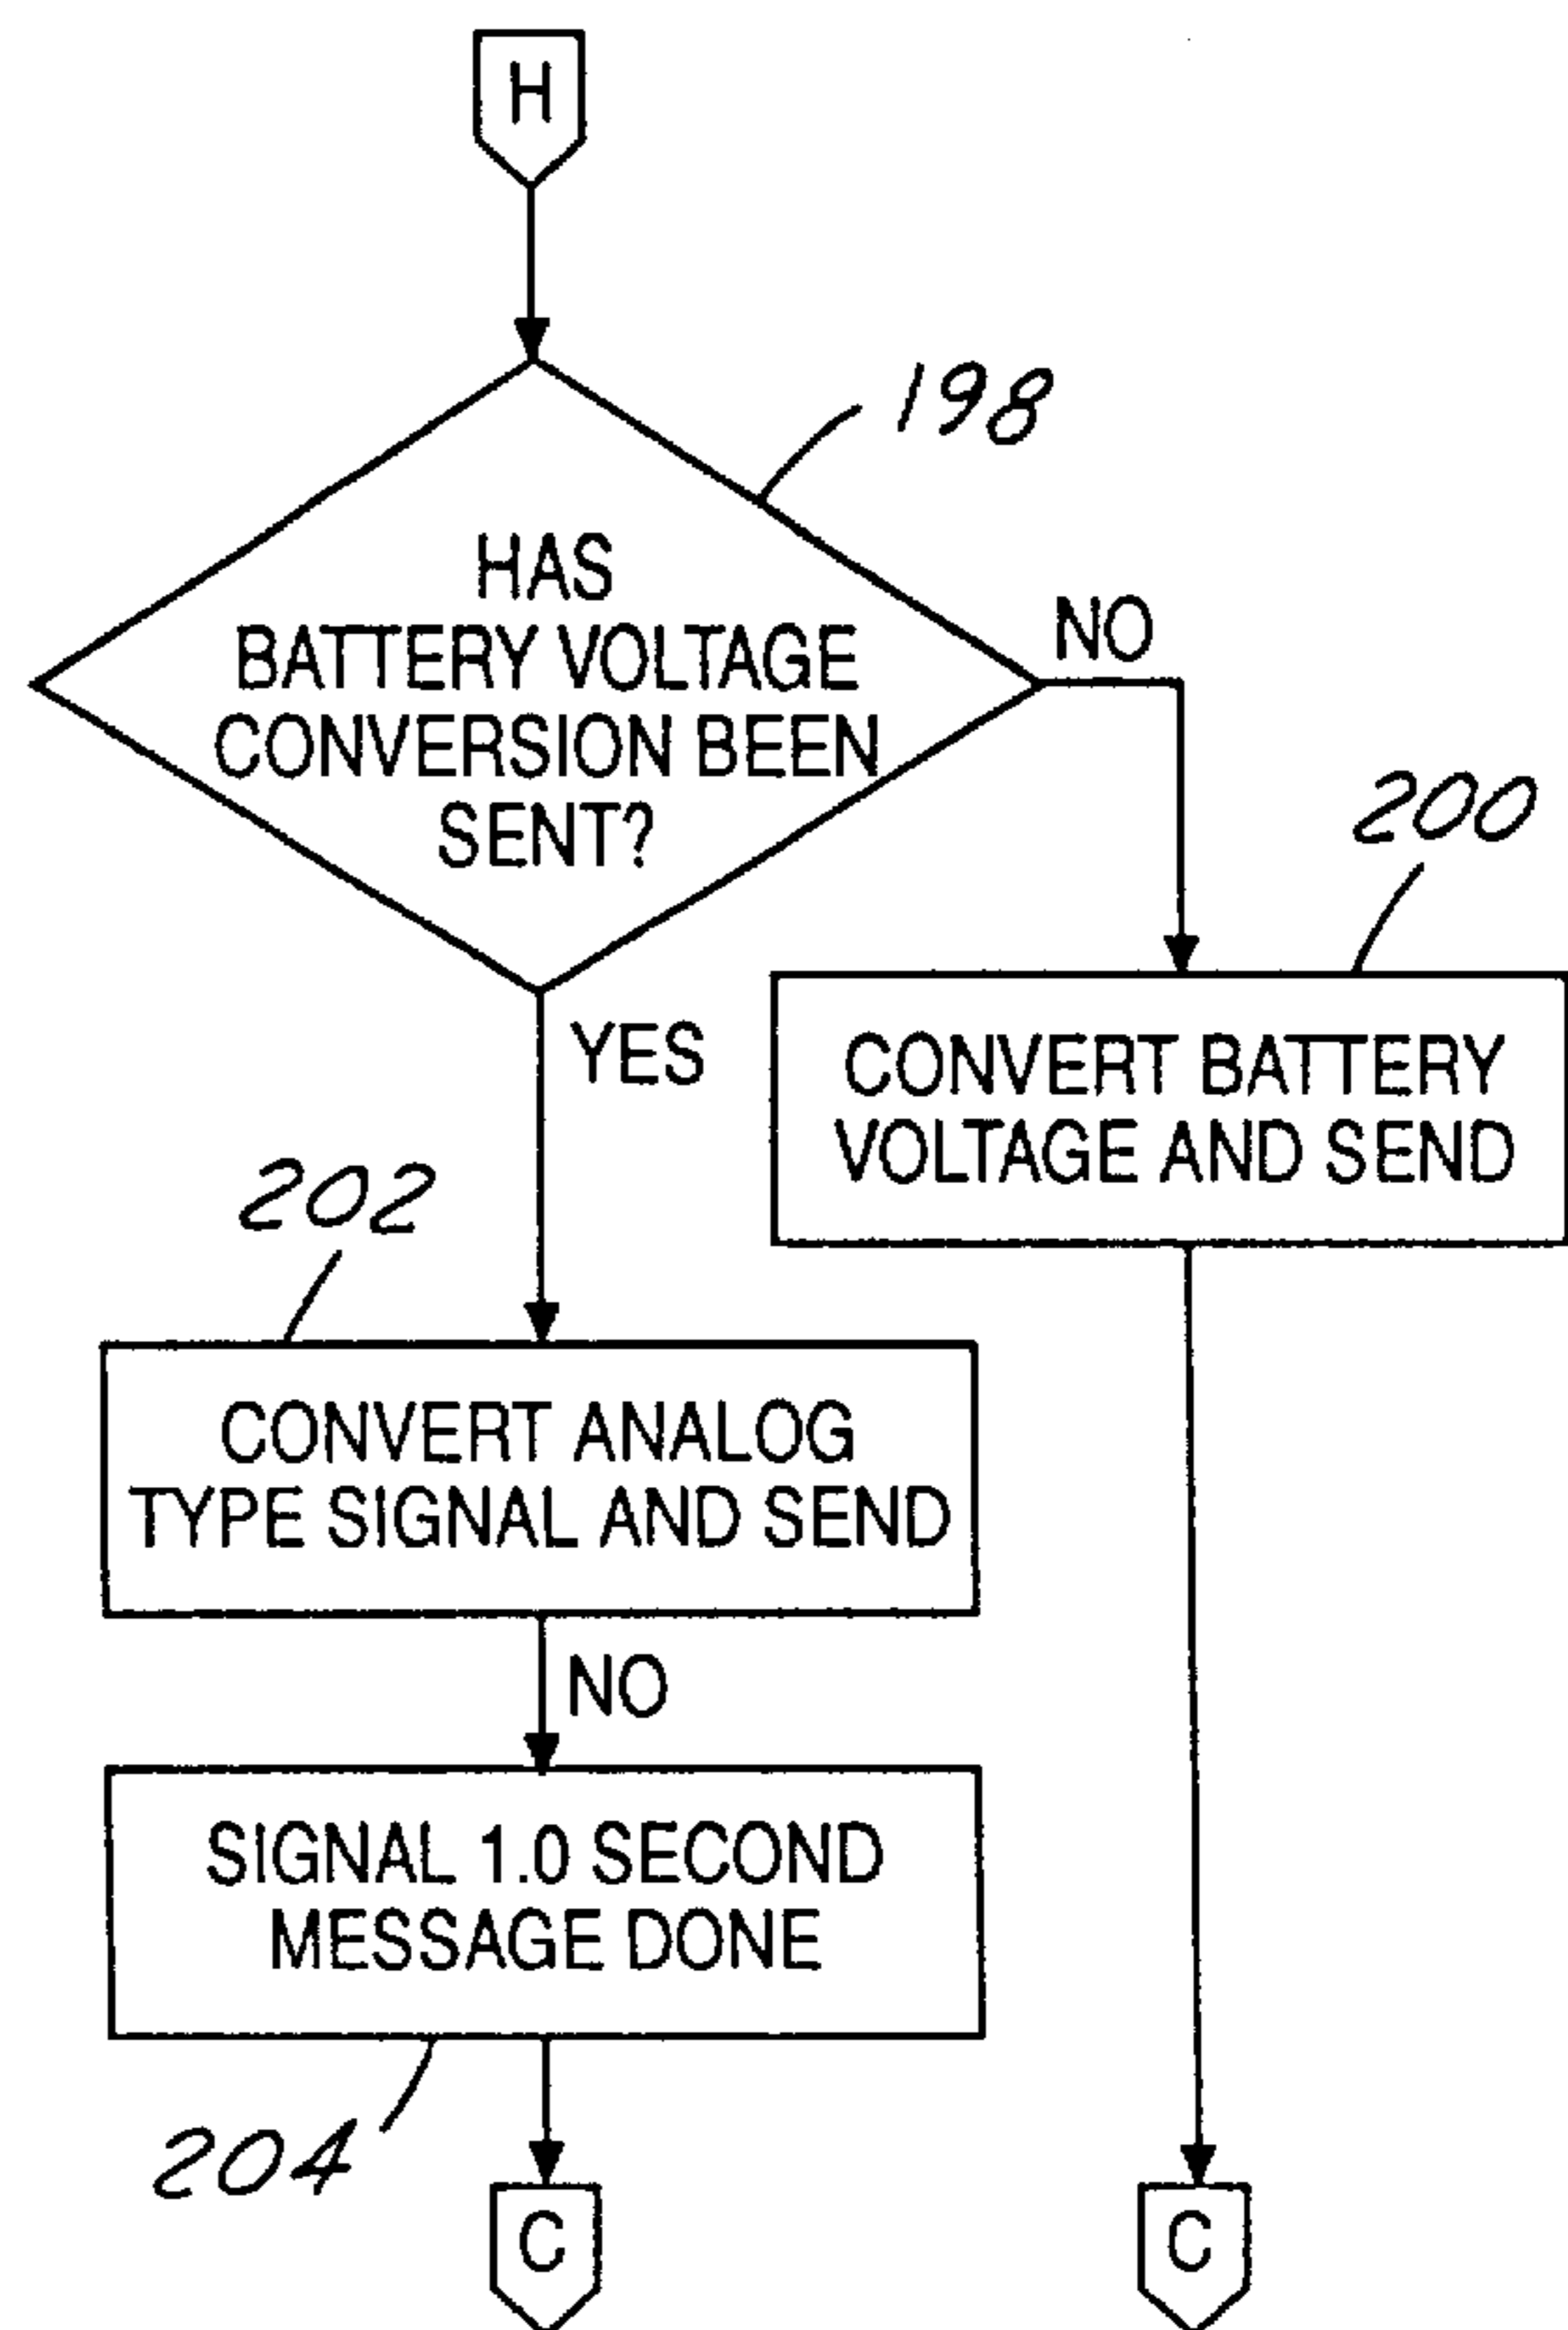 H
198
HAS
BATTERY VOLTAGE
CONVERSION BEEN
SENT?
NO
200
YES
CONVERT BATTERY
VOLTAGE AND SEND
202
CONVERT ANALOG
TYPE SIGNAL AND SEND
NO
SIGNAL 1.0 SECOND
MESSAGE DONE
204
C
C